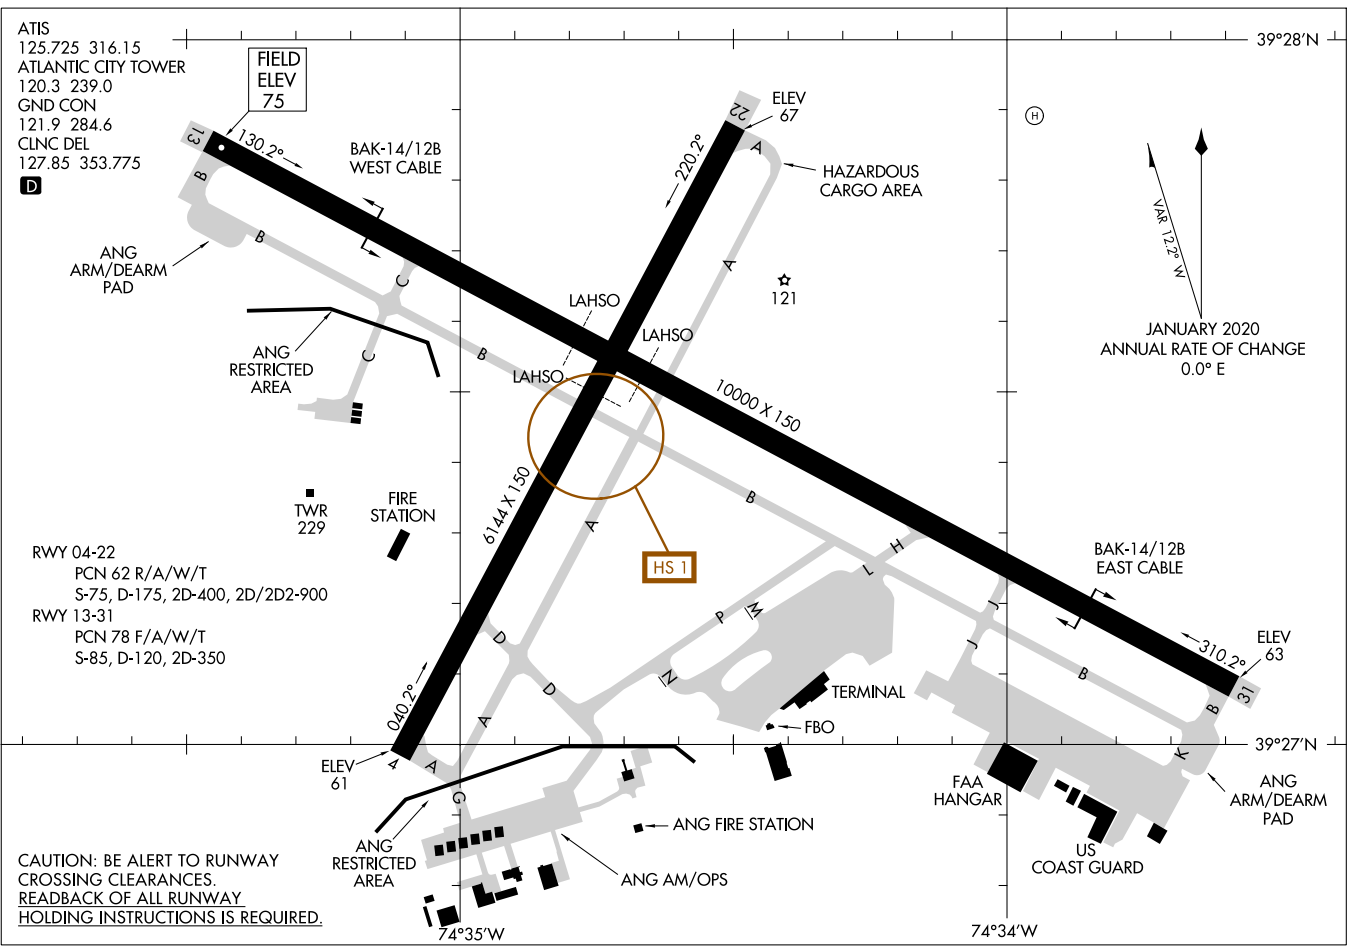 ATIS
125.725 316.15
ATLANTIC CITY TOWER
120.3 239.0
GND CON
121.9 284.6
CLNC DEL
127.85 353.775
D
FIELD
ELEV
75
39°28'N
13
130.2°
BAK-14/12B
WEST CABLE
22
ELEV
67
220.2°
A
HAZARDOUS
CARGO AREA
H
VAR 12.2° W
JANUARY 2020
ANNUAL RATE OF CHANGE
0.0° E
B
B
ANG
ARM/DEARM
PAD
C
A
121
LAHSO
LAHSO
LAHSO
ANG
RESTRICTED
AREA
C
B
10000 X 150
6144 X 150
TWR
229
FIRE
STATION
A
B
HS 1
H
L
BAK-14/12B
EAST CABLE
RWY 04-22
PCN 62 R/A/W/T
S-75, D-175, 2D-400, 2D/2D2-900
RWY 13-31
PCN 78 F/A/W/T
S-85, D-120, 2D-350
D
D
P
M
N
J
J
B
310.2°
ELEV
63
31
B
K
040.2°
A
TERMINAL
FBO
39°27'N
ELEV
61
4
A
G
FAA
HANGAR
ANG
ARM/DEARM
PAD
US
COAST GUARD
ANG
RESTRICTED
AREA
ANG FIRE STATION
ANG AM/OPS
CAUTION: BE ALERT TO RUNWAY
CROSSING CLEARANCES.
READBACK OF ALL RUNWAY
HOLDING INSTRUCTIONS IS REQUIRED.
74°35'W
74°34'W